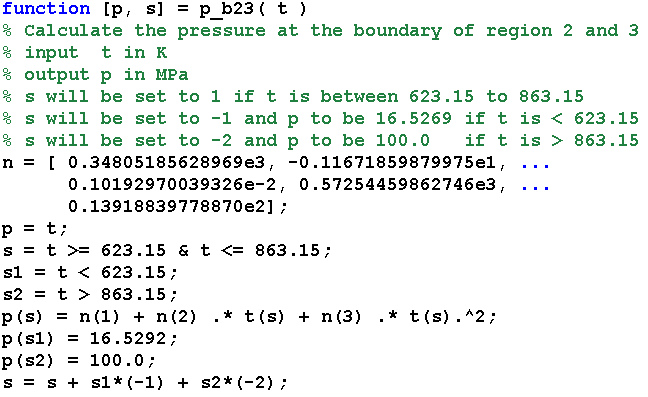 function [p, s] = p_b23( t )
% Calculate the pressure at the boundary of region 2 and 3
% input  t in K
% output p in MPa
% s will be set to 1 if t is between 623.15 to 863.15
% s will be set to -1 and p to be 16.5269 if t is < 623.15
% s will be set to -2 and p to be 100.0   if t is > 863.15
n = [ 0.34805185628969e3, -0.11671859879975e1, ...
      0.10192970039326e-2, 0.57254459862746e3, ...
      0.13918839778870e2];
p = t;
s = t >= 623.15 & t <= 863.15;
s1 = t < 623.15;
s2 = t > 863.15;
p(s) = n(1) + n(2) .* t(s) + n(3) .* t(s).^2;
p(s1) = 16.5292;
p(s2) = 100.0;
s = s + s1*(-1) + s2*(-2);